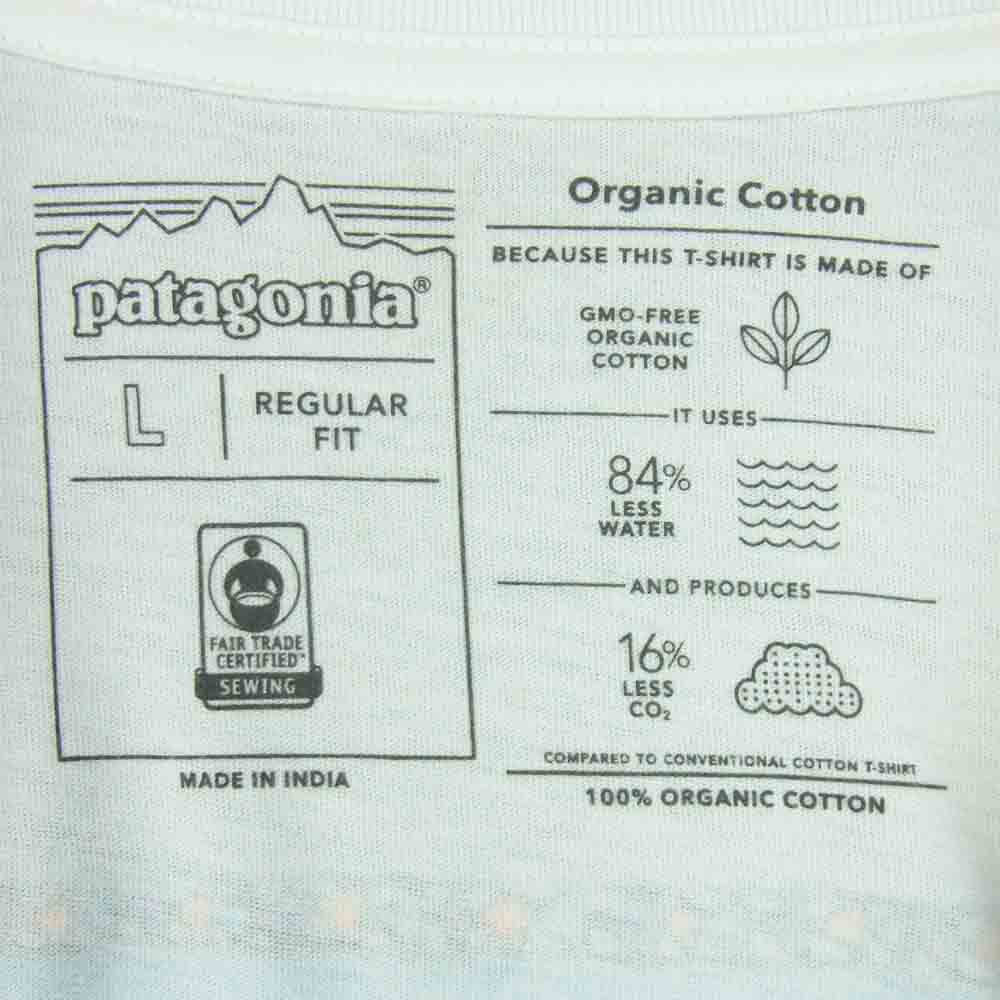 patagonia®
L
REGULAR
FIT
FAIR TRADE
CERTIFIED™
SEWING
MADE IN INDIA
Organic Cotton
BECAUSE THIS T-SHIRT IS MADE OF
GMO-FREE
ORGANIC
COTTON
IT USES
84%
LESS
WATER
AND PRODUCES
16%
LESS
CO₂
COMPARED TO CONVENTIONAL COTTON T-SHIRT
100% ORGANIC COTTON